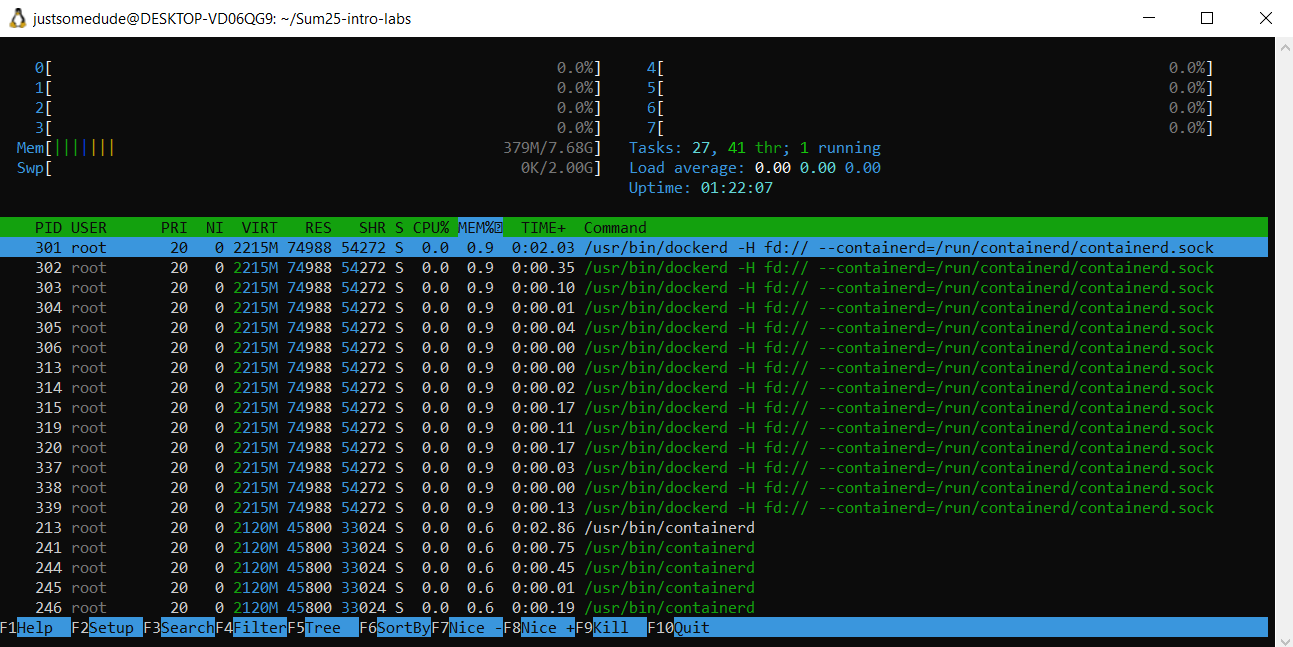 justsomedude@DESKTOP-VD06QG9: ~/Sum25-intro-labs
0[ 0.0%] 4[ 0.0%]
1[ 0.0%] 5[ 0.0%]
2[ 0.0%] 6[ 0.0%]
3[ 0.0%] 7[ 0.0%]
Mem[||||||| 379M/7.68G] Tasks: 27, 41 thr; 1 running
Swp[ 0K/2.00G] Load average: 0.00 0.00 0.00
Uptime: 01:22:07
PID USER PRI NI VIRT RES SHR S CPU% MEM% TIME+ Command
301 root 20 0 2215M 74988 54272 S 0.0 0.9 0:02.03 /usr/bin/dockerd -H fd:// --containerd=/run/containerd/containerd.sock
302 root 20 0 2215M 74988 54272 S 0.0 0.9 0:00.35 /usr/bin/dockerd -H fd:// --containerd=/run/containerd/containerd.sock
303 root 20 0 2215M 74988 54272 S 0.0 0.9 0:00.10 /usr/bin/dockerd -H fd:// --containerd=/run/containerd/containerd.sock
304 root 20 0 2215M 74988 54272 S 0.0 0.9 0:00.01 /usr/bin/dockerd -H fd:// --containerd=/run/containerd/containerd.sock
305 root 20 0 2215M 74988 54272 S 0.0 0.9 0:00.04 /usr/bin/dockerd -H fd:// --containerd=/run/containerd/containerd.sock
306 root 20 0 2215M 74988 54272 S 0.0 0.9 0:00.00 /usr/bin/dockerd -H fd:// --containerd=/run/containerd/containerd.sock
313 root 20 0 2215M 74988 54272 S 0.0 0.9 0:00.00 /usr/bin/dockerd -H fd:// --containerd=/run/containerd/containerd.sock
314 root 20 0 2215M 74988 54272 S 0.0 0.9 0:00.02 /usr/bin/dockerd -H fd:// --containerd=/run/containerd/containerd.sock
315 root 20 0 2215M 74988 54272 S 0.0 0.9 0:00.17 /usr/bin/dockerd -H fd:// --containerd=/run/containerd/containerd.sock
319 root 20 0 2215M 74988 54272 S 0.0 0.9 0:00.11 /usr/bin/dockerd -H fd:// --containerd=/run/containerd/containerd.sock
320 root 20 0 2215M 74988 54272 S 0.0 0.9 0:00.17 /usr/bin/dockerd -H fd:// --containerd=/run/containerd/containerd.sock
337 root 20 0 2215M 74988 54272 S 0.0 0.9 0:00.03 /usr/bin/dockerd -H fd:// --containerd=/run/containerd/containerd.sock
338 root 20 0 2215M 74988 54272 S 0.0 0.9 0:00.00 /usr/bin/dockerd -H fd:// --containerd=/run/containerd/containerd.sock
339 root 20 0 2215M 74988 54272 S 0.0 0.9 0:00.13 /usr/bin/dockerd -H fd:// --containerd=/run/containerd/containerd.sock
213 root 20 0 2120M 45800 33024 S 0.0 0.6 0:02.86 /usr/bin/containerd
241 root 20 0 2120M 45800 33024 S 0.0 0.6 0:00.75 /usr/bin/containerd
244 root 20 0 2120M 45800 33024 S 0.0 0.6 0:00.45 /usr/bin/containerd
245 root 20 0 2120M 45800 33024 S 0.0 0.6 0:00.01 /usr/bin/containerd
246 root 20 0 2120M 45800 33024 S 0.0 0.6 0:00.19 /usr/bin/containerd
F1Help F2Setup F3SearchF4FilterF5Tree F6SortByF7Nice -F8Nice +F9Kill F10Quit